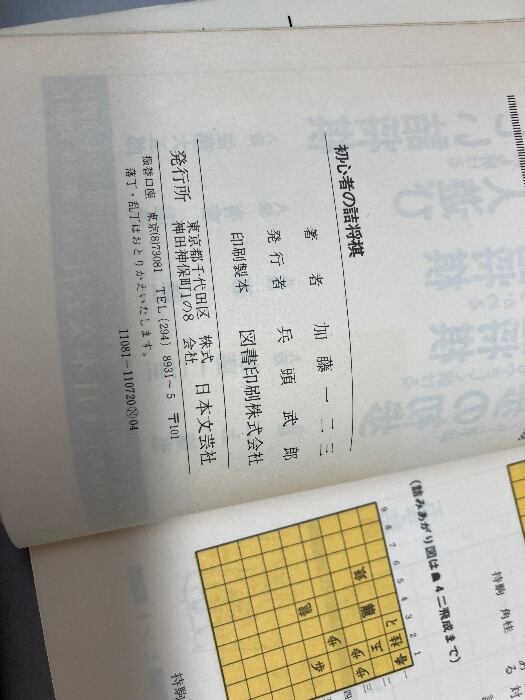 初心者の詰将棋
著者 加藤一二三
発行者 兵頭武郎
印刷製本 図書印刷株式会社
発行所 東京都千代田区神田神保町1の8 株式会社 日本文芸社
振替口座 東京(8)73081 TEL (294) 8931~5 〒101
落丁・乱丁はおとりかえいたします。
11081-110720Ⓝ04
(詰みあがり図は☗4二飛成まで)
9 8 7 6 5 4 3 2 1
持駒 角桂
持駒